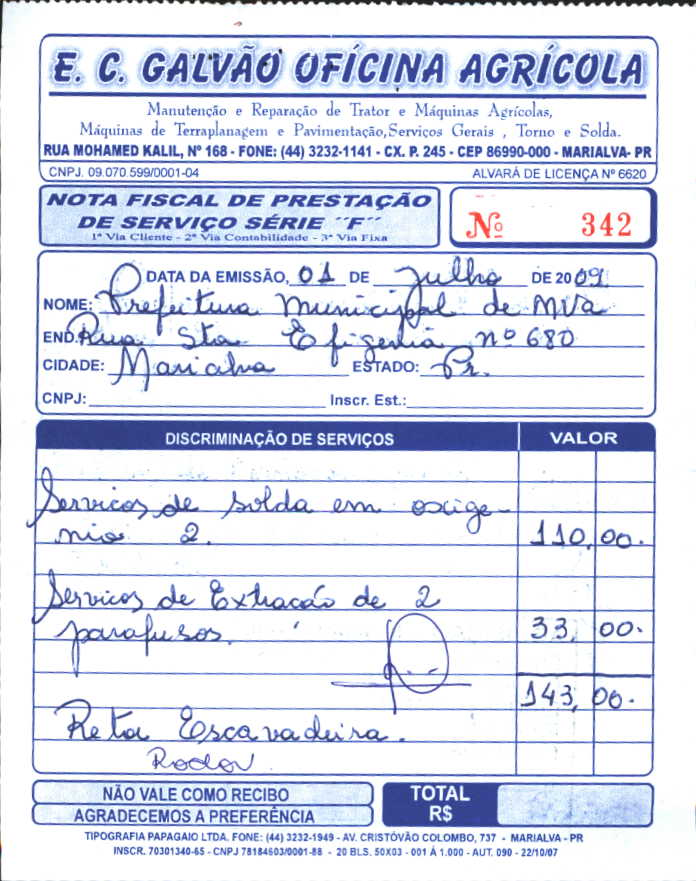 E. C. GALVÃO OFÍCINA AGRÍCOLA
Manutenção e Reparação de Trator e Máquinas Agrícolas,
Máquinas de Terraplanagem e Pavimentação,Serviços Gerais , Torno e Solda.
RUA MOHAMED KALIL, Nº 168 - FONE: (44) 3232-1141 - CX. P. 245 - CEP 86990-000 - MARIALVA- PR
CNPJ. 09.070.599/0001-04 ALVARÁ DE LICENÇA Nº 6620
NOTA FISCAL DE PRESTAÇÃO
DE SERVIÇO SÉRIE ´´F´´
1ª Via Cliente - 2ª Via Contabilidade - 3ª Via Fixa
Nº 342
DATA DA EMISSÃO, 01 DE Julho DE 2009
NOME: Prefeitura Municipal de MVa
END. Rua Sta Efigenia nº 680
CIDADE: Marialva ESTADO: Pr.
CNPJ: Inscr. Est.:
DISCRIMINAÇÃO DE SERVIÇOS VALOR
Servicos de solda em oxige-
nio 2. 110,00.
Servicos de Extracaó de 2
parafusos. 33,00.
143,00.
Reta Escavadeira.
NÃO VALE COMO RECIBO
AGRADECEMOS A PREFERÊNCIA
TOTAL
R$
TIPOGRAFIA PAPAGAIO LTDA. FONE: (44) 3232-1949 - AV. CRISTÓVÃO COLOMBO, 737 - MARIALVA - PR
INSCR. 70301340-65 - CNPJ 78184603/0001-88 - 20 BLS. 50X03 - 001 À 1.000 - AUT. 090 - 22/10/07